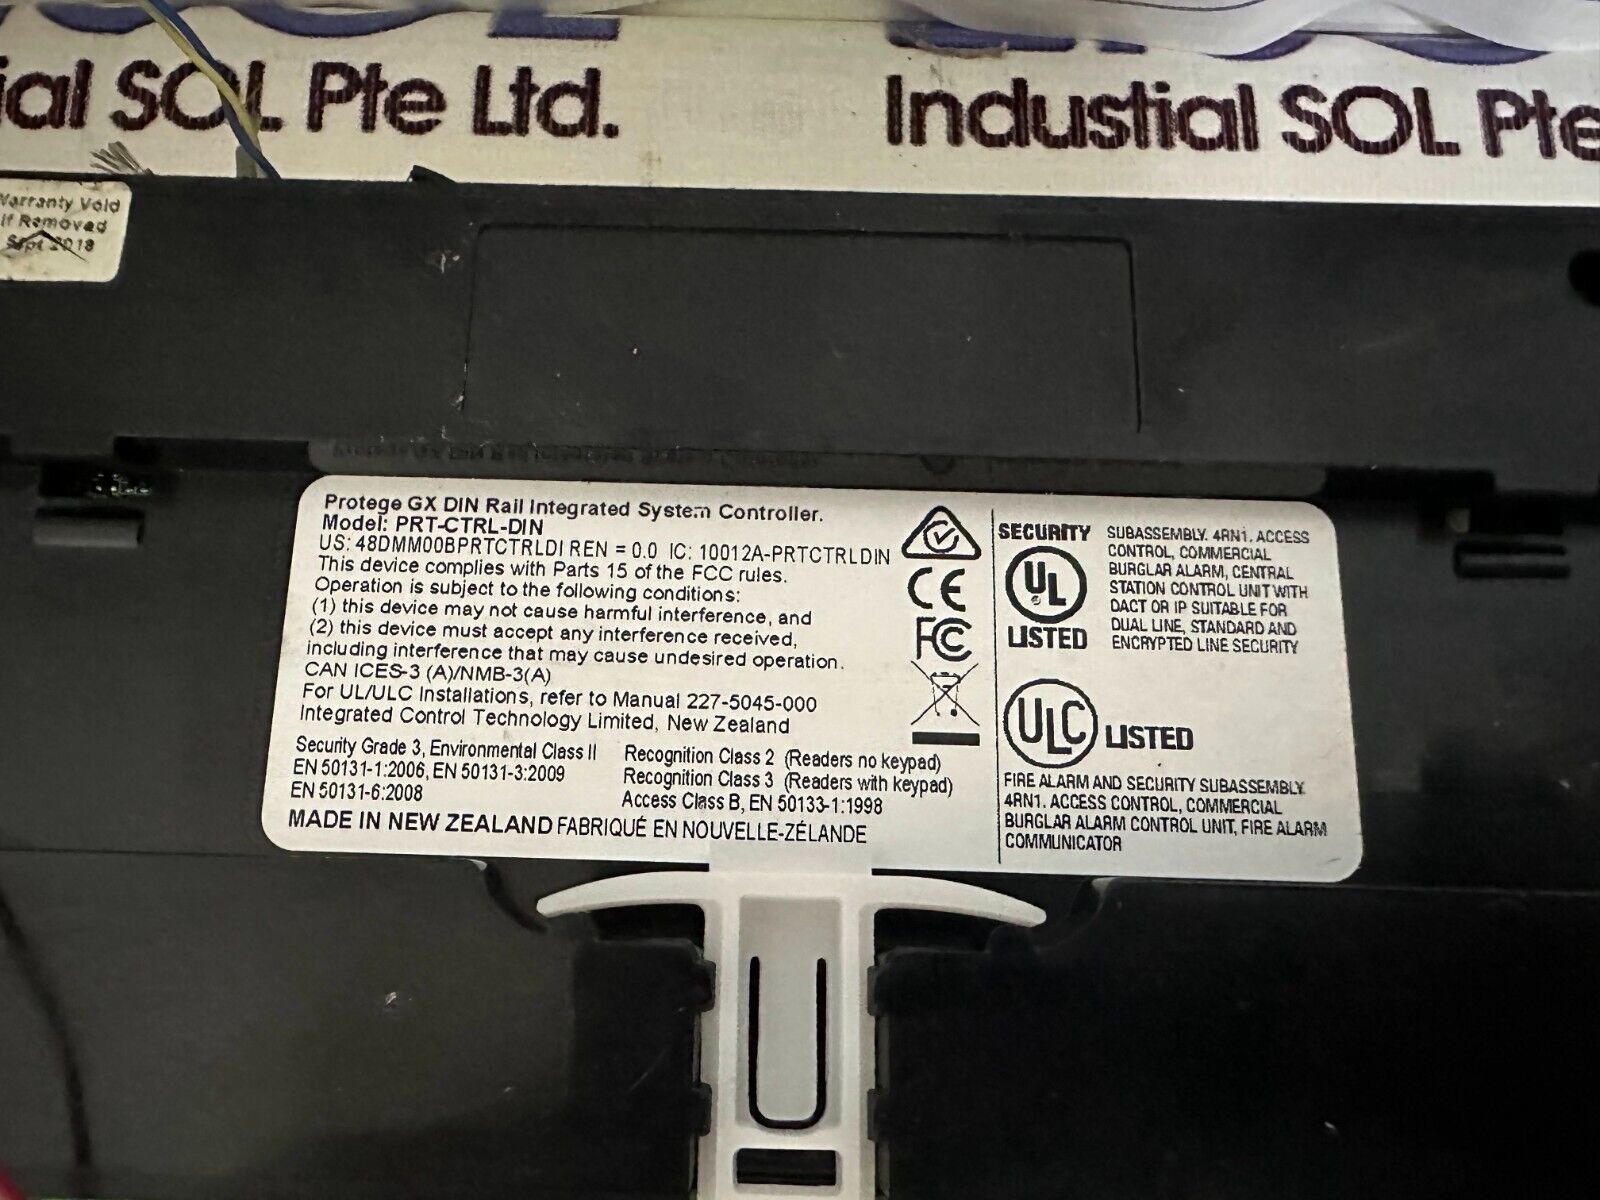 ial SOL Pte Ltd.
Industial SOL Pte
Warranty Void
If Removed
Sept 2018
Protege GX DIN Rail Integrated System Controller.
Model: PRT-CTRL-DIN
US: 48DMM00BPRTCTRLDI REN = 0.0 IC: 10012A-PRTCTRLDIN
This device complies with Parts 15 of the FCC rules.
Operation is subject to the following conditions:
(1) this device may not cause harmful interference, and
(2) this device must accept any interference received,
including interference that may cause undesired operation.
CAN ICES-3 (A)/NMB-3(A)
For UL/ULC Installations, refer to Manual 227-5045-000
Integrated Control Technology Limited, New Zealand
Security Grade 3, Environmental Class II
EN 50131-1:2006, EN 50131-3:2009
EN 50131-6:2008
Recognition Class 2 (Readers no keypad)
Recognition Class 3 (Readers with keypad)
Access Class B, EN 50133-1:1998
MADE IN NEW ZEALAND FABRIQUÉ EN NOUVELLE-ZÉLANDE
CE
FC
SECURITY
UL
LISTED
SUBASSEMBLY. 4RN1. ACCESS
CONTROL, COMMERCIAL
BURGLAR ALARM, CENTRAL
STATION CONTROL UNIT WITH
DACT OR IP SUITABLE FOR
DUAL LINE, STANDARD AND
ENCRYPTED LINE SECURITY
ULC LISTED
FIRE ALARM AND SECURITY SUBASSEMBLY
4RN1. ACCESS CONTROL, COMMERCIAL
BURGLAR ALARM CONTROL UNIT, FIRE ALARM
COMMUNICATOR